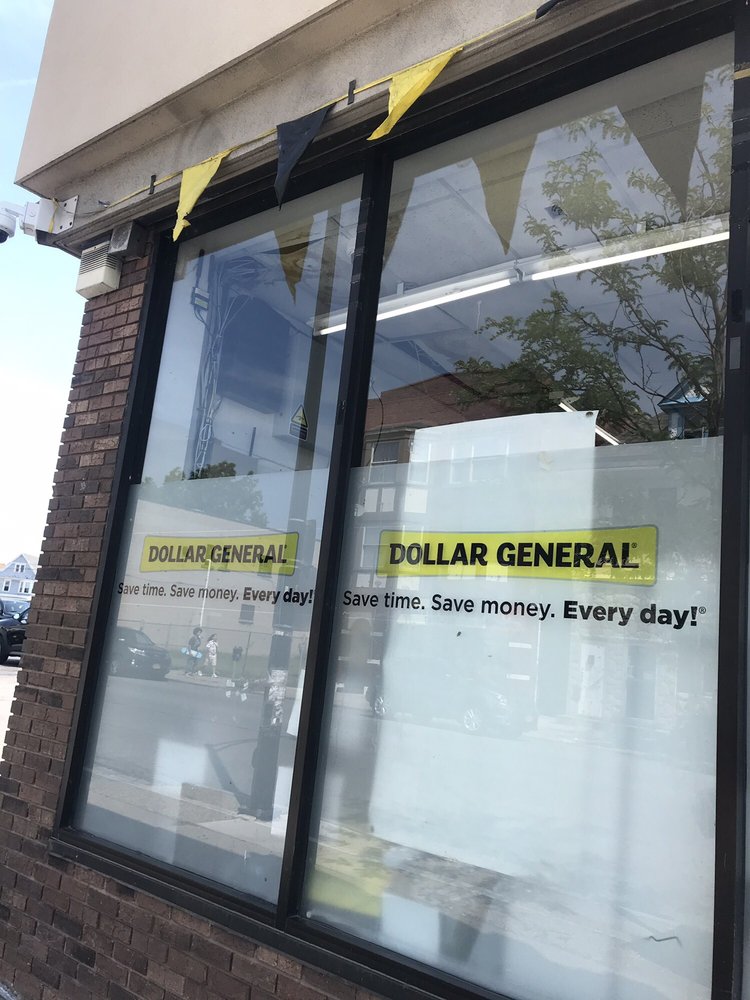 DOLLAR GENERAL
Save time. Save money. Every day!
DOLLAR GENERAL®
Save time. Save money. Every day!®